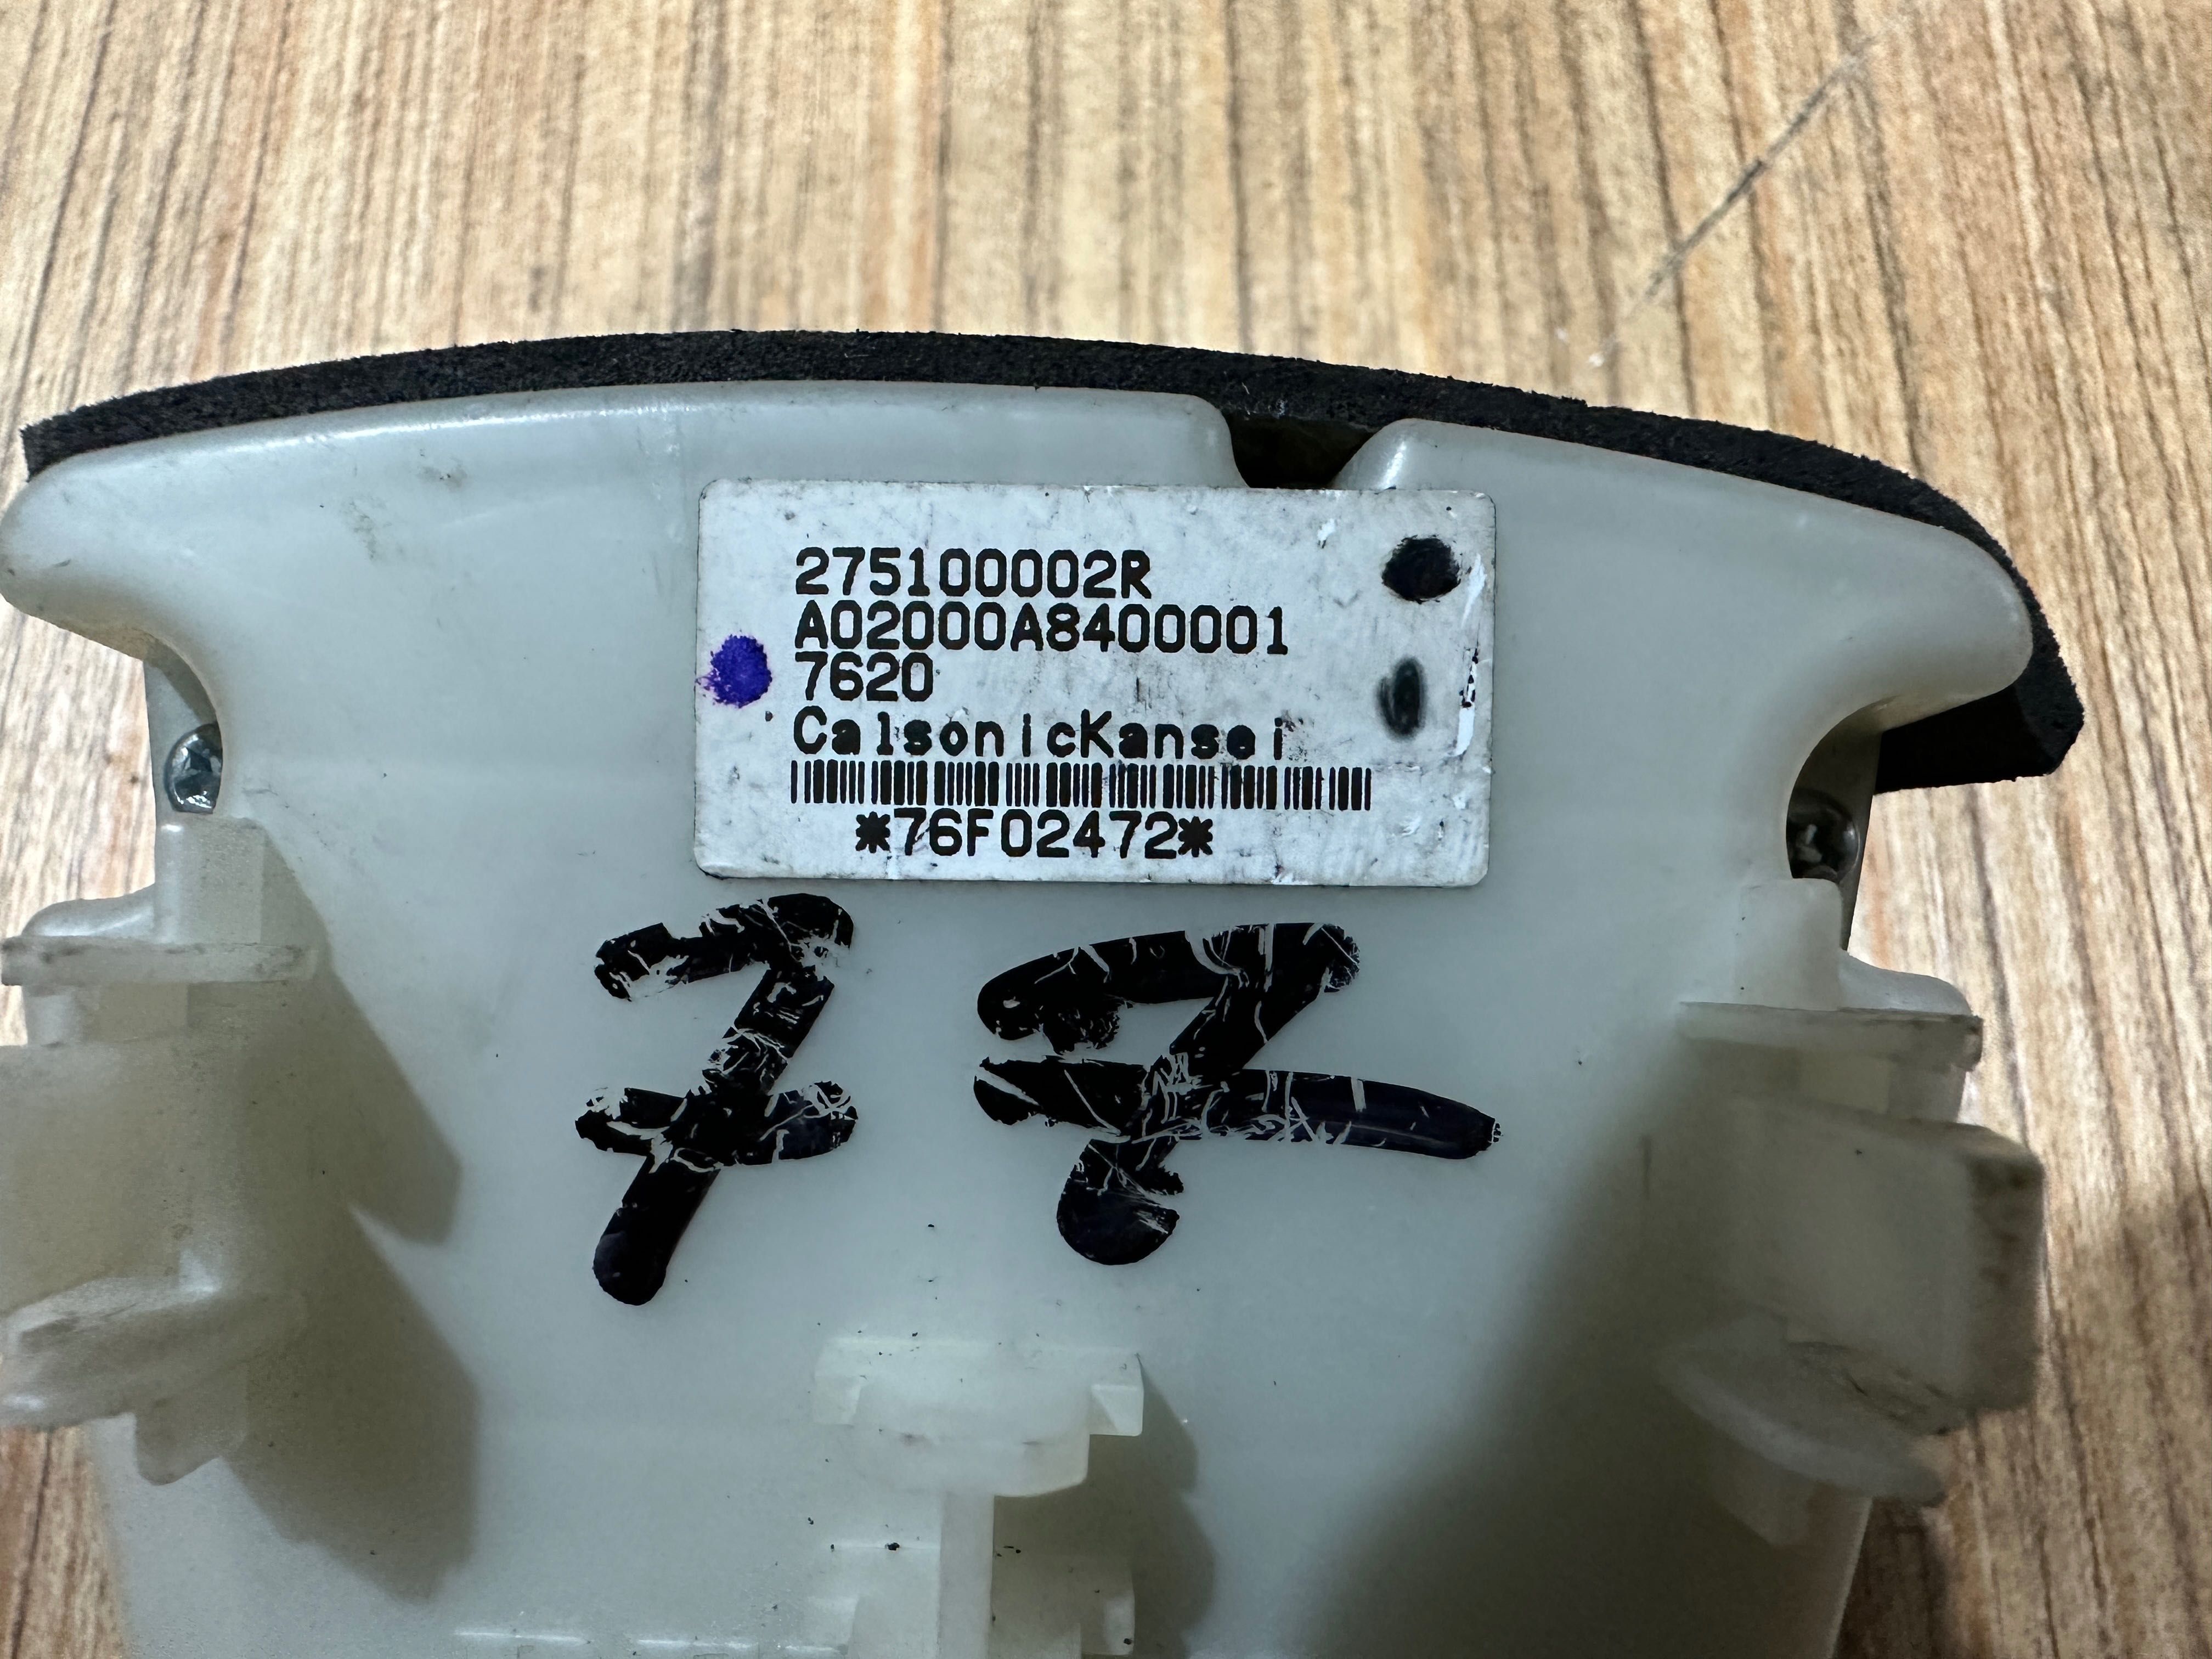 275100002R
A02000A8400001
7620
CalsonicKansei
*76F02472*
77